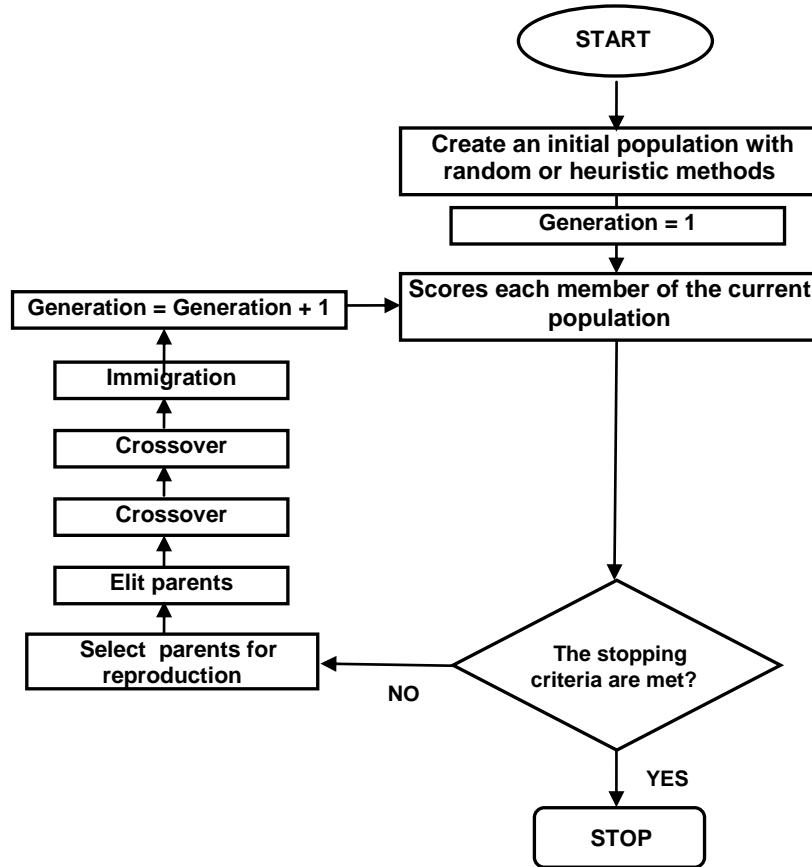 START
Create an initial population with
random or heuristic methods
Generation = 1
Scores each member of the current
population
Generation = Generation + 1
Immigration
Crossover
Crossover
Elit parents
Select parents for
reproduction
The stopping
criteria are met?
NO
YES
STOP